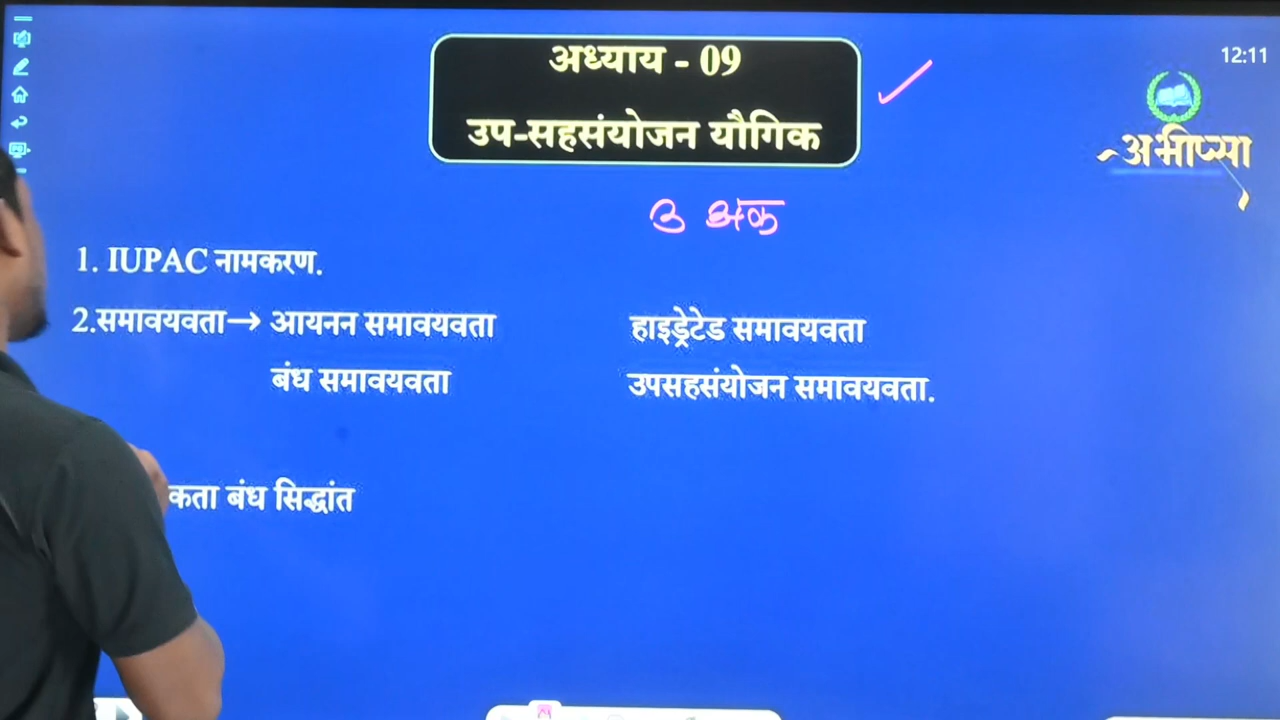 अध्याय - 09
12:11
उप-सहसंयोजन यौगिक
अभीप्सा
3 अंक
1. IUPAC नामकरण.
2.समावयवता→ आयनन समावयवता हाइड्रेटेड समावयवता
बंध समावयवता उपसहसंयोजन समावयवता.
कता बंध सिद्धांत